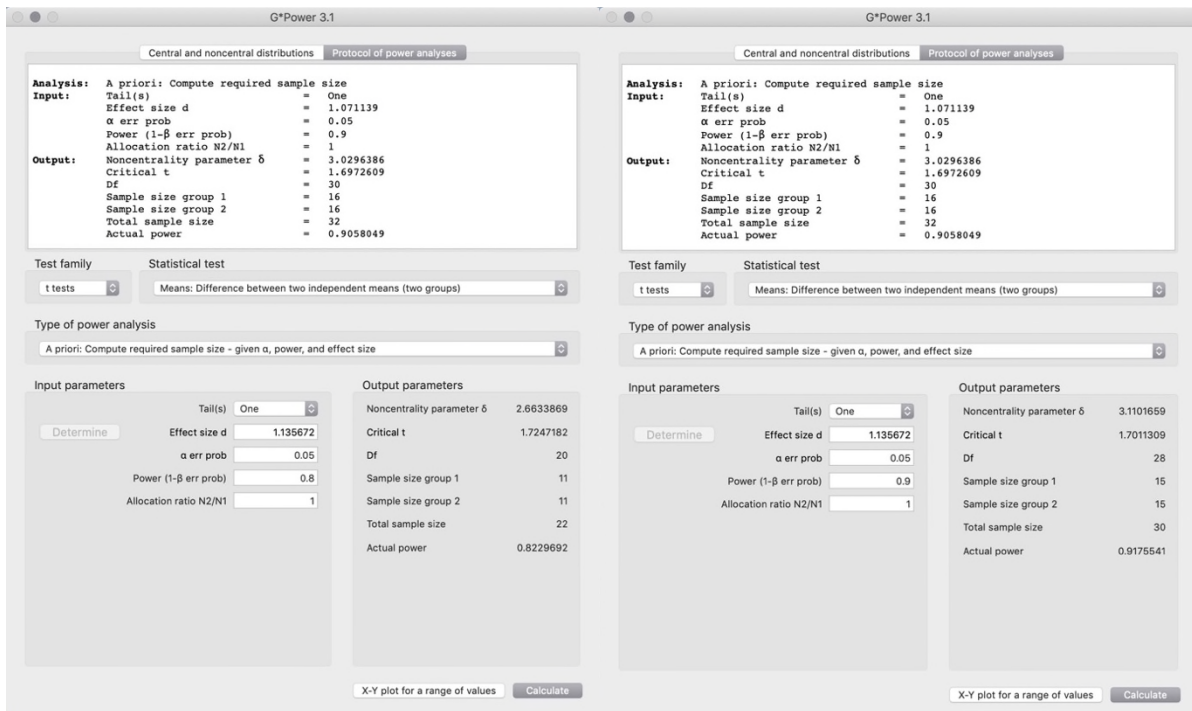 G*Power 3.1
Central and noncentral distributions Protocol of power analyses
Analysis: A priori: Compute required sample size
Input: Tail(s) = One
Effect size d = 1.071139
α err prob = 0.05
Power (1-β err prob) = 0.9
Allocation ratio N2/N1 = 1
Output: Noncentrality parameter δ = 3.0296386
Critical t = 1.6972609
Df = 30
Sample size group 1 = 16
Sample size group 2 = 16
Total sample size = 32
Actual power = 0.9058049
Test family Statistical test
t tests Means: Difference between two independent means (two groups)
Type of power analysis
A priori: Compute required sample size - given α, power, and effect size
Input parameters Output parameters
Tail(s) One Noncentrality parameter δ 2.6633869
Determine Effect size d 1.135672 Critical t 1.7247182
α err prob 0.05 Df 20
Power (1-β err prob) 0.8 Sample size group 1 11
Allocation ratio N2/N1 1 Sample size group 2 11
Total sample size 22
Actual power 0.8229692
X-Y plot for a range of values Calculate
G*Power 3.1
Central and noncentral distributions Protocol of power analyses
Analysis: A priori: Compute required sample size
Input: Tail(s) = One
Effect size d = 1.071139
α err prob = 0.05
Power (1-β err prob) = 0.9
Allocation ratio N2/N1 = 1
Output: Noncentrality parameter δ = 3.0296386
Critical t = 1.6972609
Df = 30
Sample size group 1 = 16
Sample size group 2 = 16
Total sample size = 32
Actual power = 0.9058049
Test family Statistical test
t tests Means: Difference between two independent means (two groups)
Type of power analysis
A priori: Compute required sample size - given α, power, and effect size
Input parameters Output parameters
Tail(s) One Noncentrality parameter δ 3.1101659
Determine Effect size d 1.135672 Critical t 1.7011309
α err prob 0.05 Df 28
Power (1-β err prob) 0.9 Sample size group 1 15
Allocation ratio N2/N1 1 Sample size group 2 15
Total sample size 30
Actual power 0.9175541
X-Y plot for a range of values Calculate